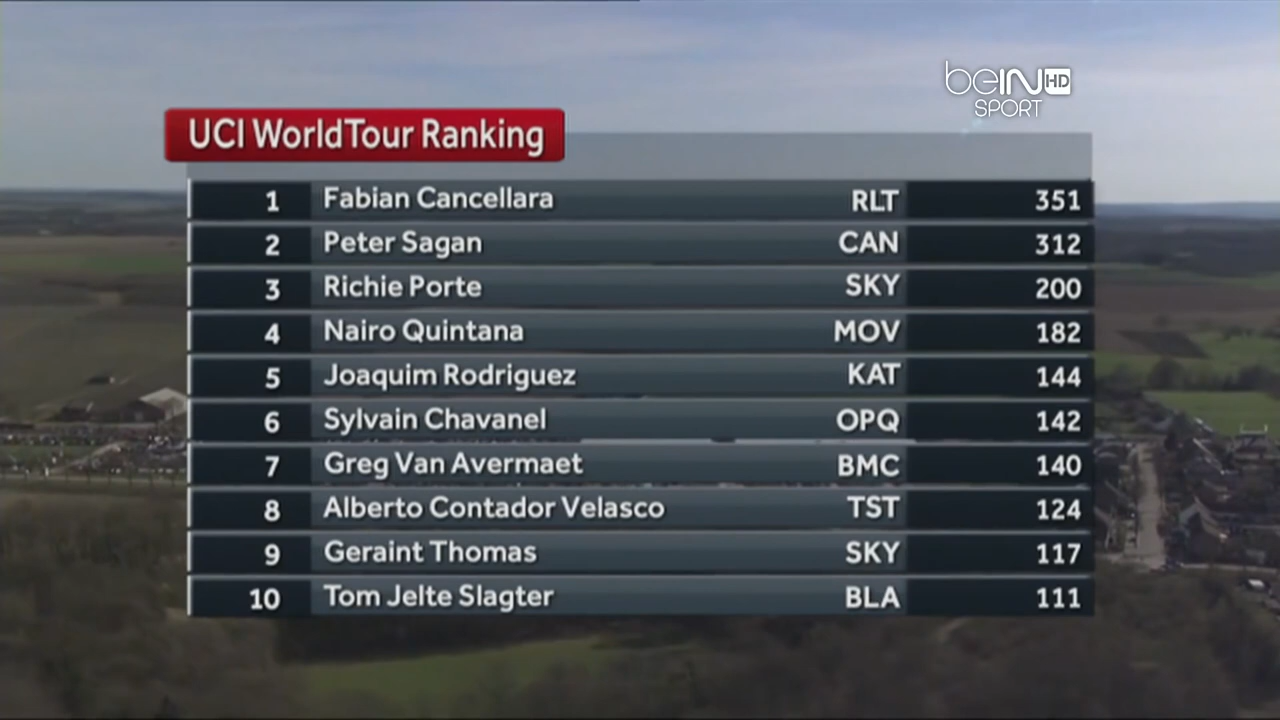 beIN HD
SPORT
UCI WorldTour Ranking
1 Fabian Cancellara RLT 351
2 Peter Sagan CAN 312
3 Richie Porte SKY 200
4 Nairo Quintana MOV 182
5 Joaquim Rodriguez KAT 144
6 Sylvain Chavanel OPQ 142
7 Greg Van Avermaet BMC 140
8 Alberto Contador Velasco TST 124
9 Geraint Thomas SKY 117
10 Tom Jelte Slagter BLA 111